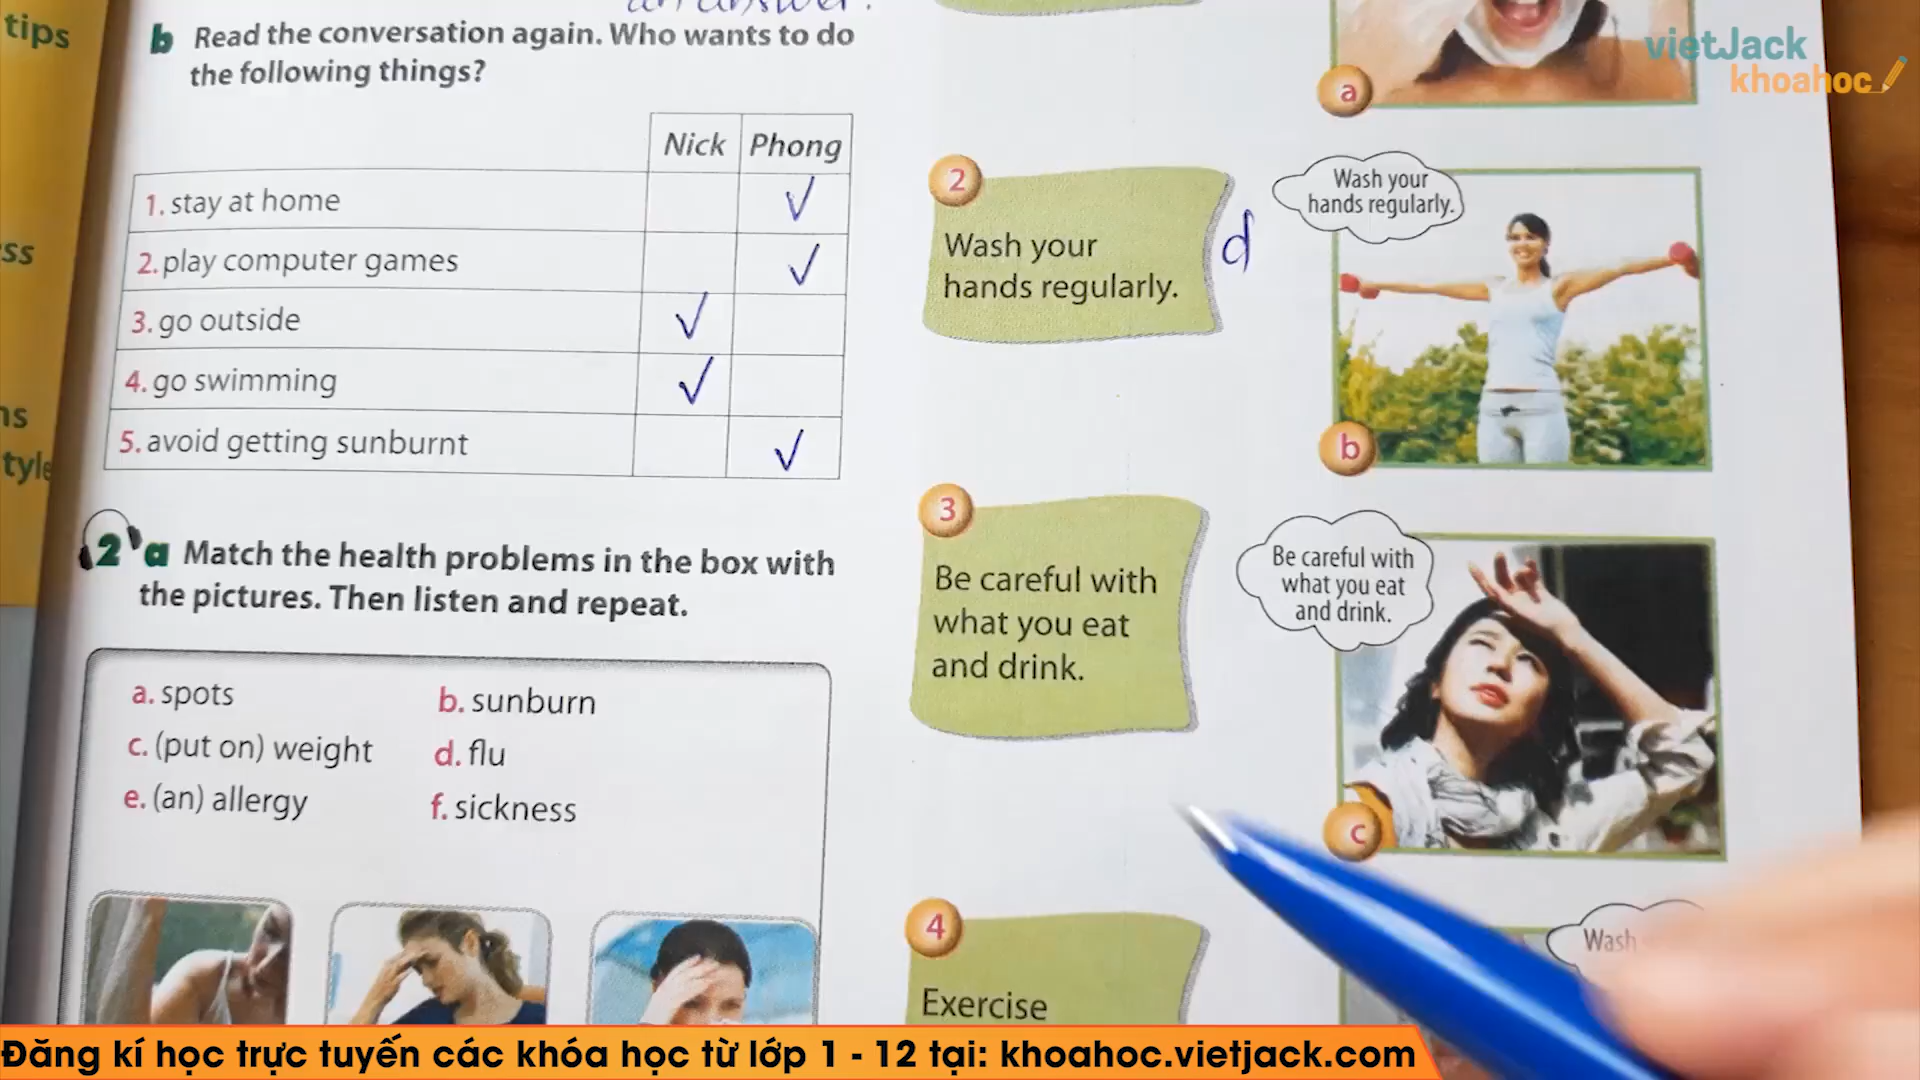 tips
ss
ns
tyle
an answer.
b Read the conversation again. Who wants to do
the following things?
Nick Phong
1. stay at home √
2. play computer games √
3. go outside √
4. go swimming √
5. avoid getting sunburnt √
2 a Match the health problems in the box with
the pictures. Then listen and repeat.
a. spots b. sunburn
c. (put on) weight d. flu
e. (an) allergy f. sickness
2
Wash your
hands regularly.
d
3
Be careful with
what you eat
and drink.
4
Exercise
a
Wash your
hands regularly.
b
Be careful with
what you eat
and drink.
c
Wash
vietJack
khoahoc
Đăng kí học trực tuyến các khóa học từ lớp 1 - 12 tại: khoahoc.vietjack.com